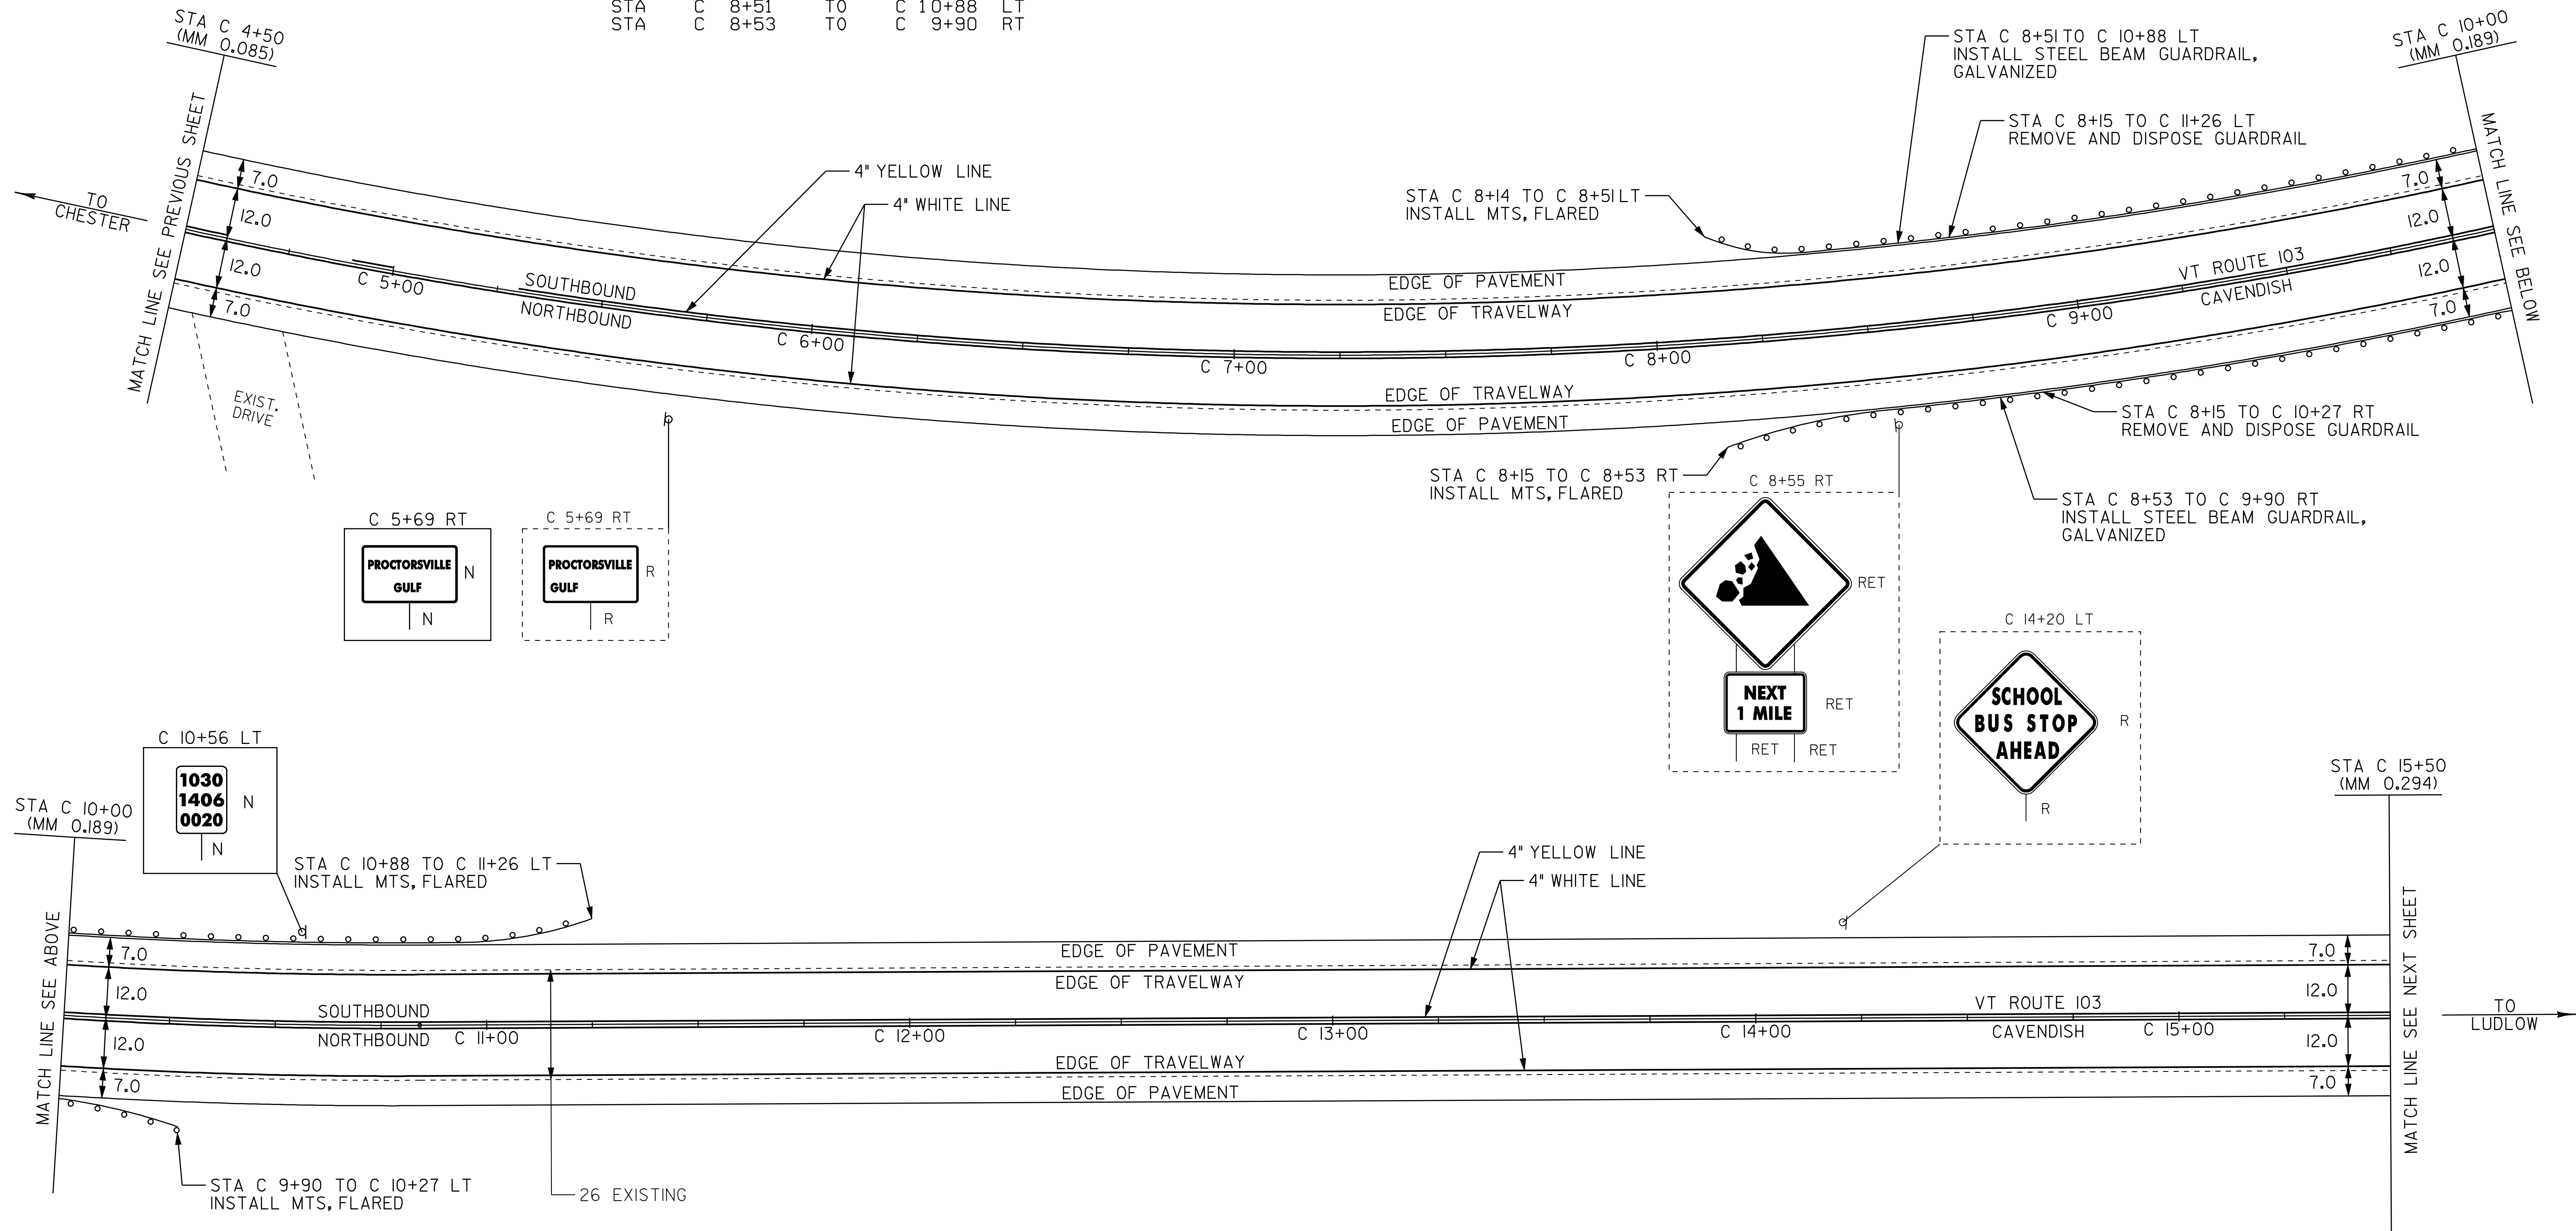 STA C 8+51 TO C 10+88 LT
STA C 8+53 TO C 9+90 RT
STA C 4+50
(MM 0.085)
STA C 8+51 TO C 10+88 LT
INSTALL STEEL BEAM GUARDRAIL,
GALVANIZED
STA C 10+00
(MM 0.189)
STA C 8+15 TO C 11+26 LT
REMOVE AND DISPOSE GUARDRAIL
MATCH LINE SEE PREVIOUS SHEET
MATCH LINE SEE BELOW
4" YELLOW LINE
4" WHITE LINE
STA C 8+14 TO C 8+51 LT
INSTALL MTS, FLARED
TO
CHESTER
7.0
12.0
12.0
7.0
7.0
12.0
12.0
7.0
C 5+00
SOUTHBOUND
NORTHBOUND
C 6+00
C 7+00
C 8+00
C 9+00
EDGE OF PAVEMENT
EDGE OF TRAVELWAY
VT ROUTE 103
CAVENDISH
EDGE OF TRAVELWAY
EDGE OF PAVEMENT
EXIST.
DRIVE
STA C 8+15 TO C 10+27 RT
REMOVE AND DISPOSE GUARDRAIL
STA C 8+15 TO C 8+53 RT
INSTALL MTS, FLARED
STA C 8+53 TO C 9+90 RT
INSTALL STEEL BEAM GUARDRAIL,
GALVANIZED
C 5+69 RT
PROCTORSVILLE
GULF
N
N
C 5+69 RT
PROCTORSVILLE
GULF
R
R
C 8+55 RT
RET
NEXT
1 MILE
RET
RET RET
C 14+20 LT
SCHOOL
BUS STOP
AHEAD
R
R
C 10+56 LT
1030
1406
0020
N
N
STA C 10+00
(MM 0.189)
STA C 15+50
(MM 0.294)
STA C 10+88 TO C 11+26 LT
INSTALL MTS, FLARED
4" YELLOW LINE
4" WHITE LINE
MATCH LINE SEE ABOVE
MATCH LINE SEE NEXT SHEET
7.0
12.0
12.0
7.0
7.0
12.0
12.0
7.0
EDGE OF PAVEMENT
EDGE OF TRAVELWAY
SOUTHBOUND
NORTHBOUND
C 11+00
C 12+00
C 13+00
C 14+00
C 15+00
VT ROUTE 103
CAVENDISH
TO
LUDLOW
EDGE OF TRAVELWAY
EDGE OF PAVEMENT
STA C 9+90 TO C 10+27 LT
INSTALL MTS, FLARED
26 EXISTING